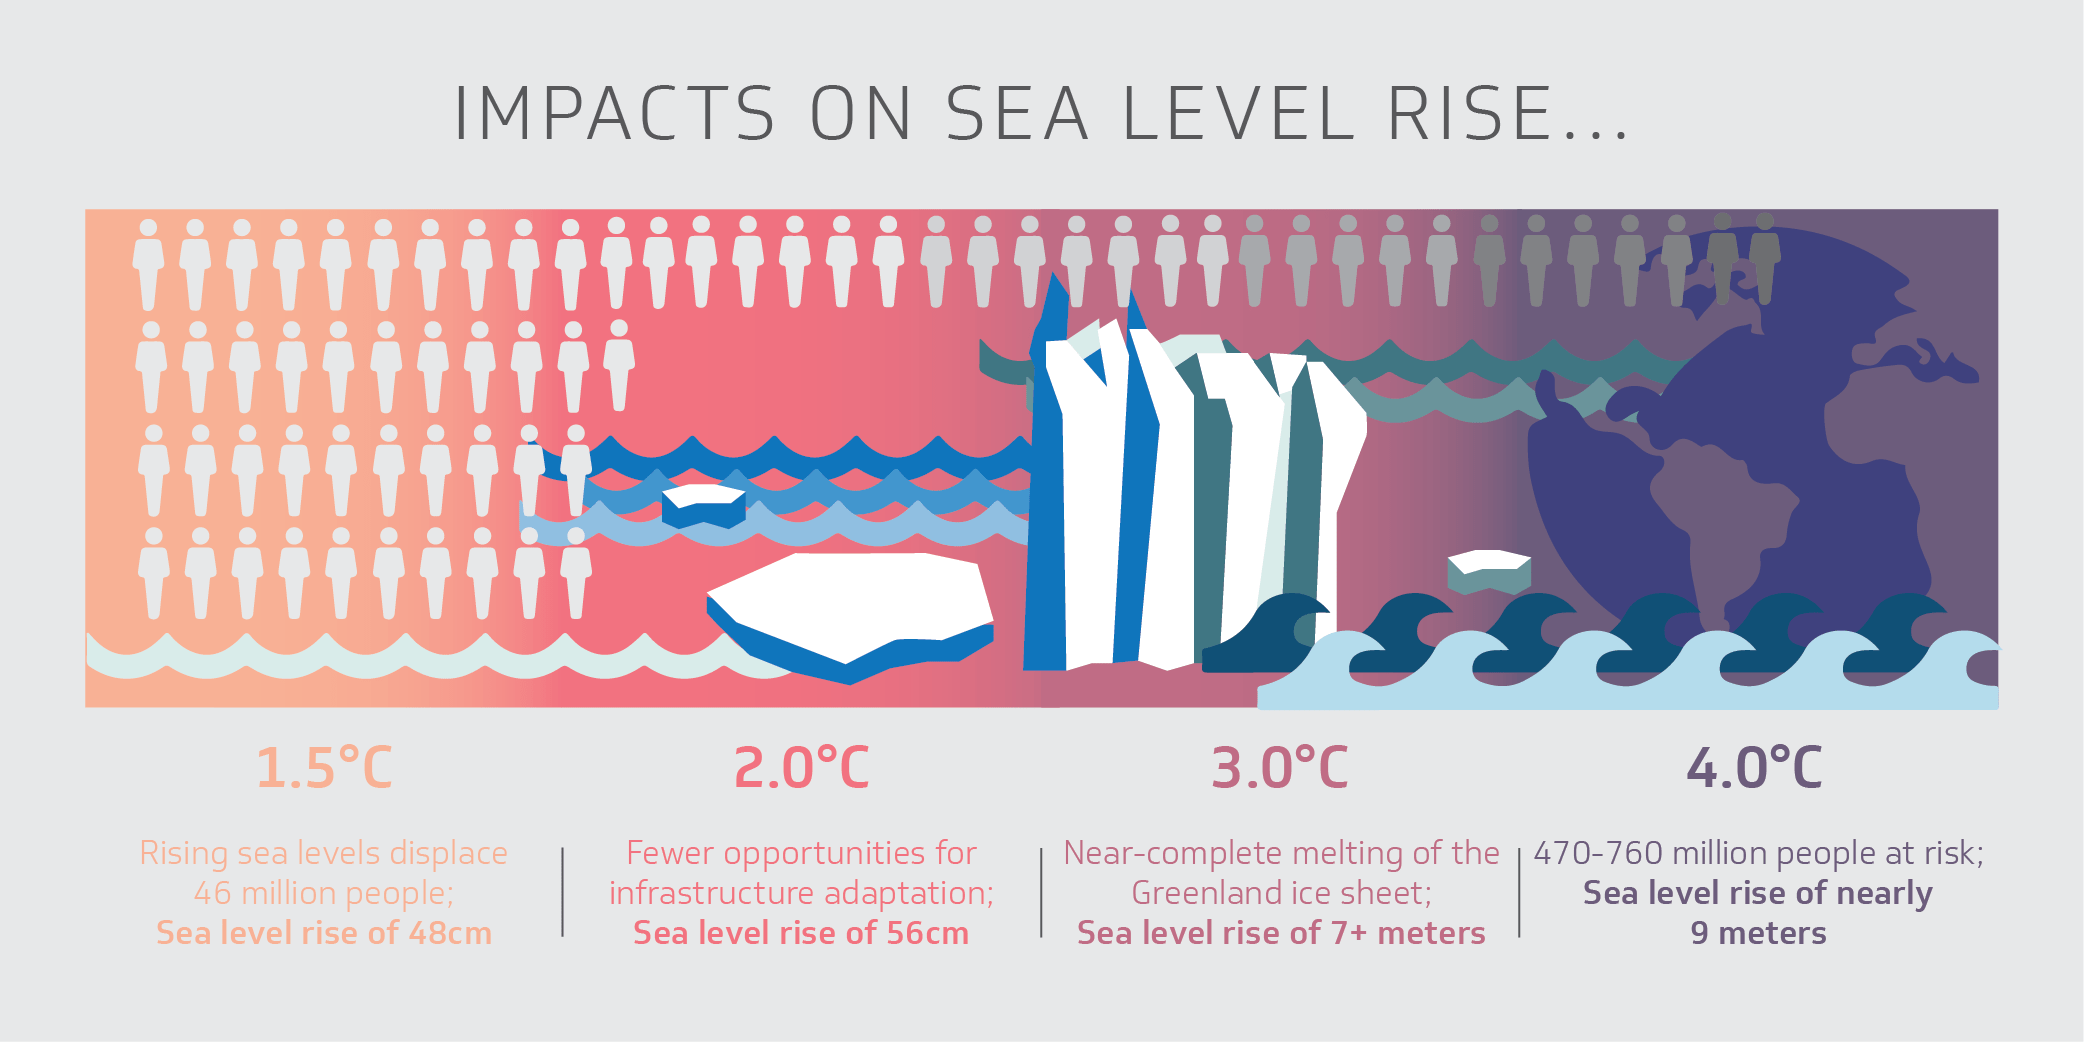 IMPACTS ON SEA LEVEL RISE...
1.5°C
Rising sea levels displace
46 million people;
Sea level rise of 48cm
2.0°C
Fewer opportunities for
infrastructure adaptation;
Sea level rise of 56cm
3.0°C
Near-complete melting of the
Greenland ice sheet;
Sea level rise of 7+ meters
4.0°C
470-760 million people at risk;
Sea level rise of nearly
9 meters